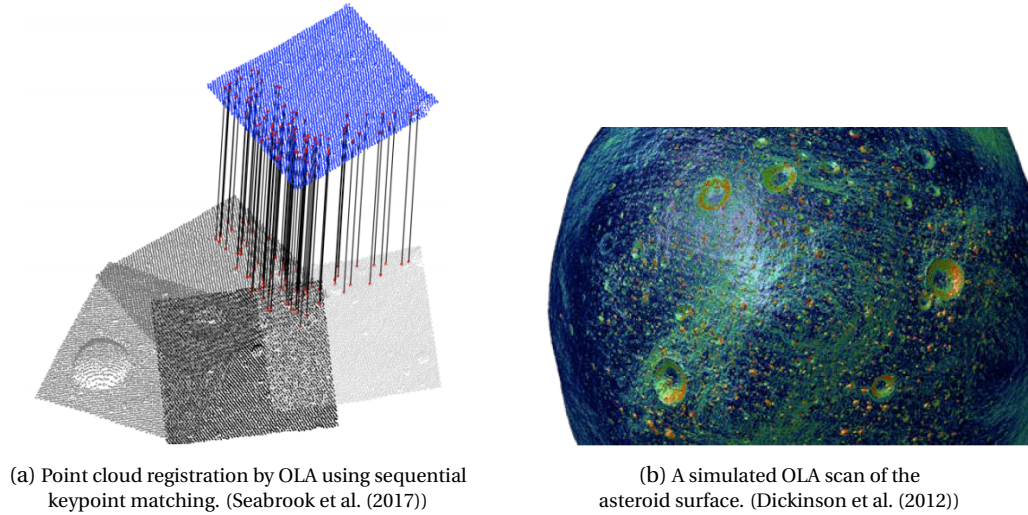 (a) Point cloud registration by OLA using sequential
keypoint matching. (Seabrook et al. (2017))
(b) A simulated OLA scan of the
asteroid surface. (Dickinson et al. (2012))